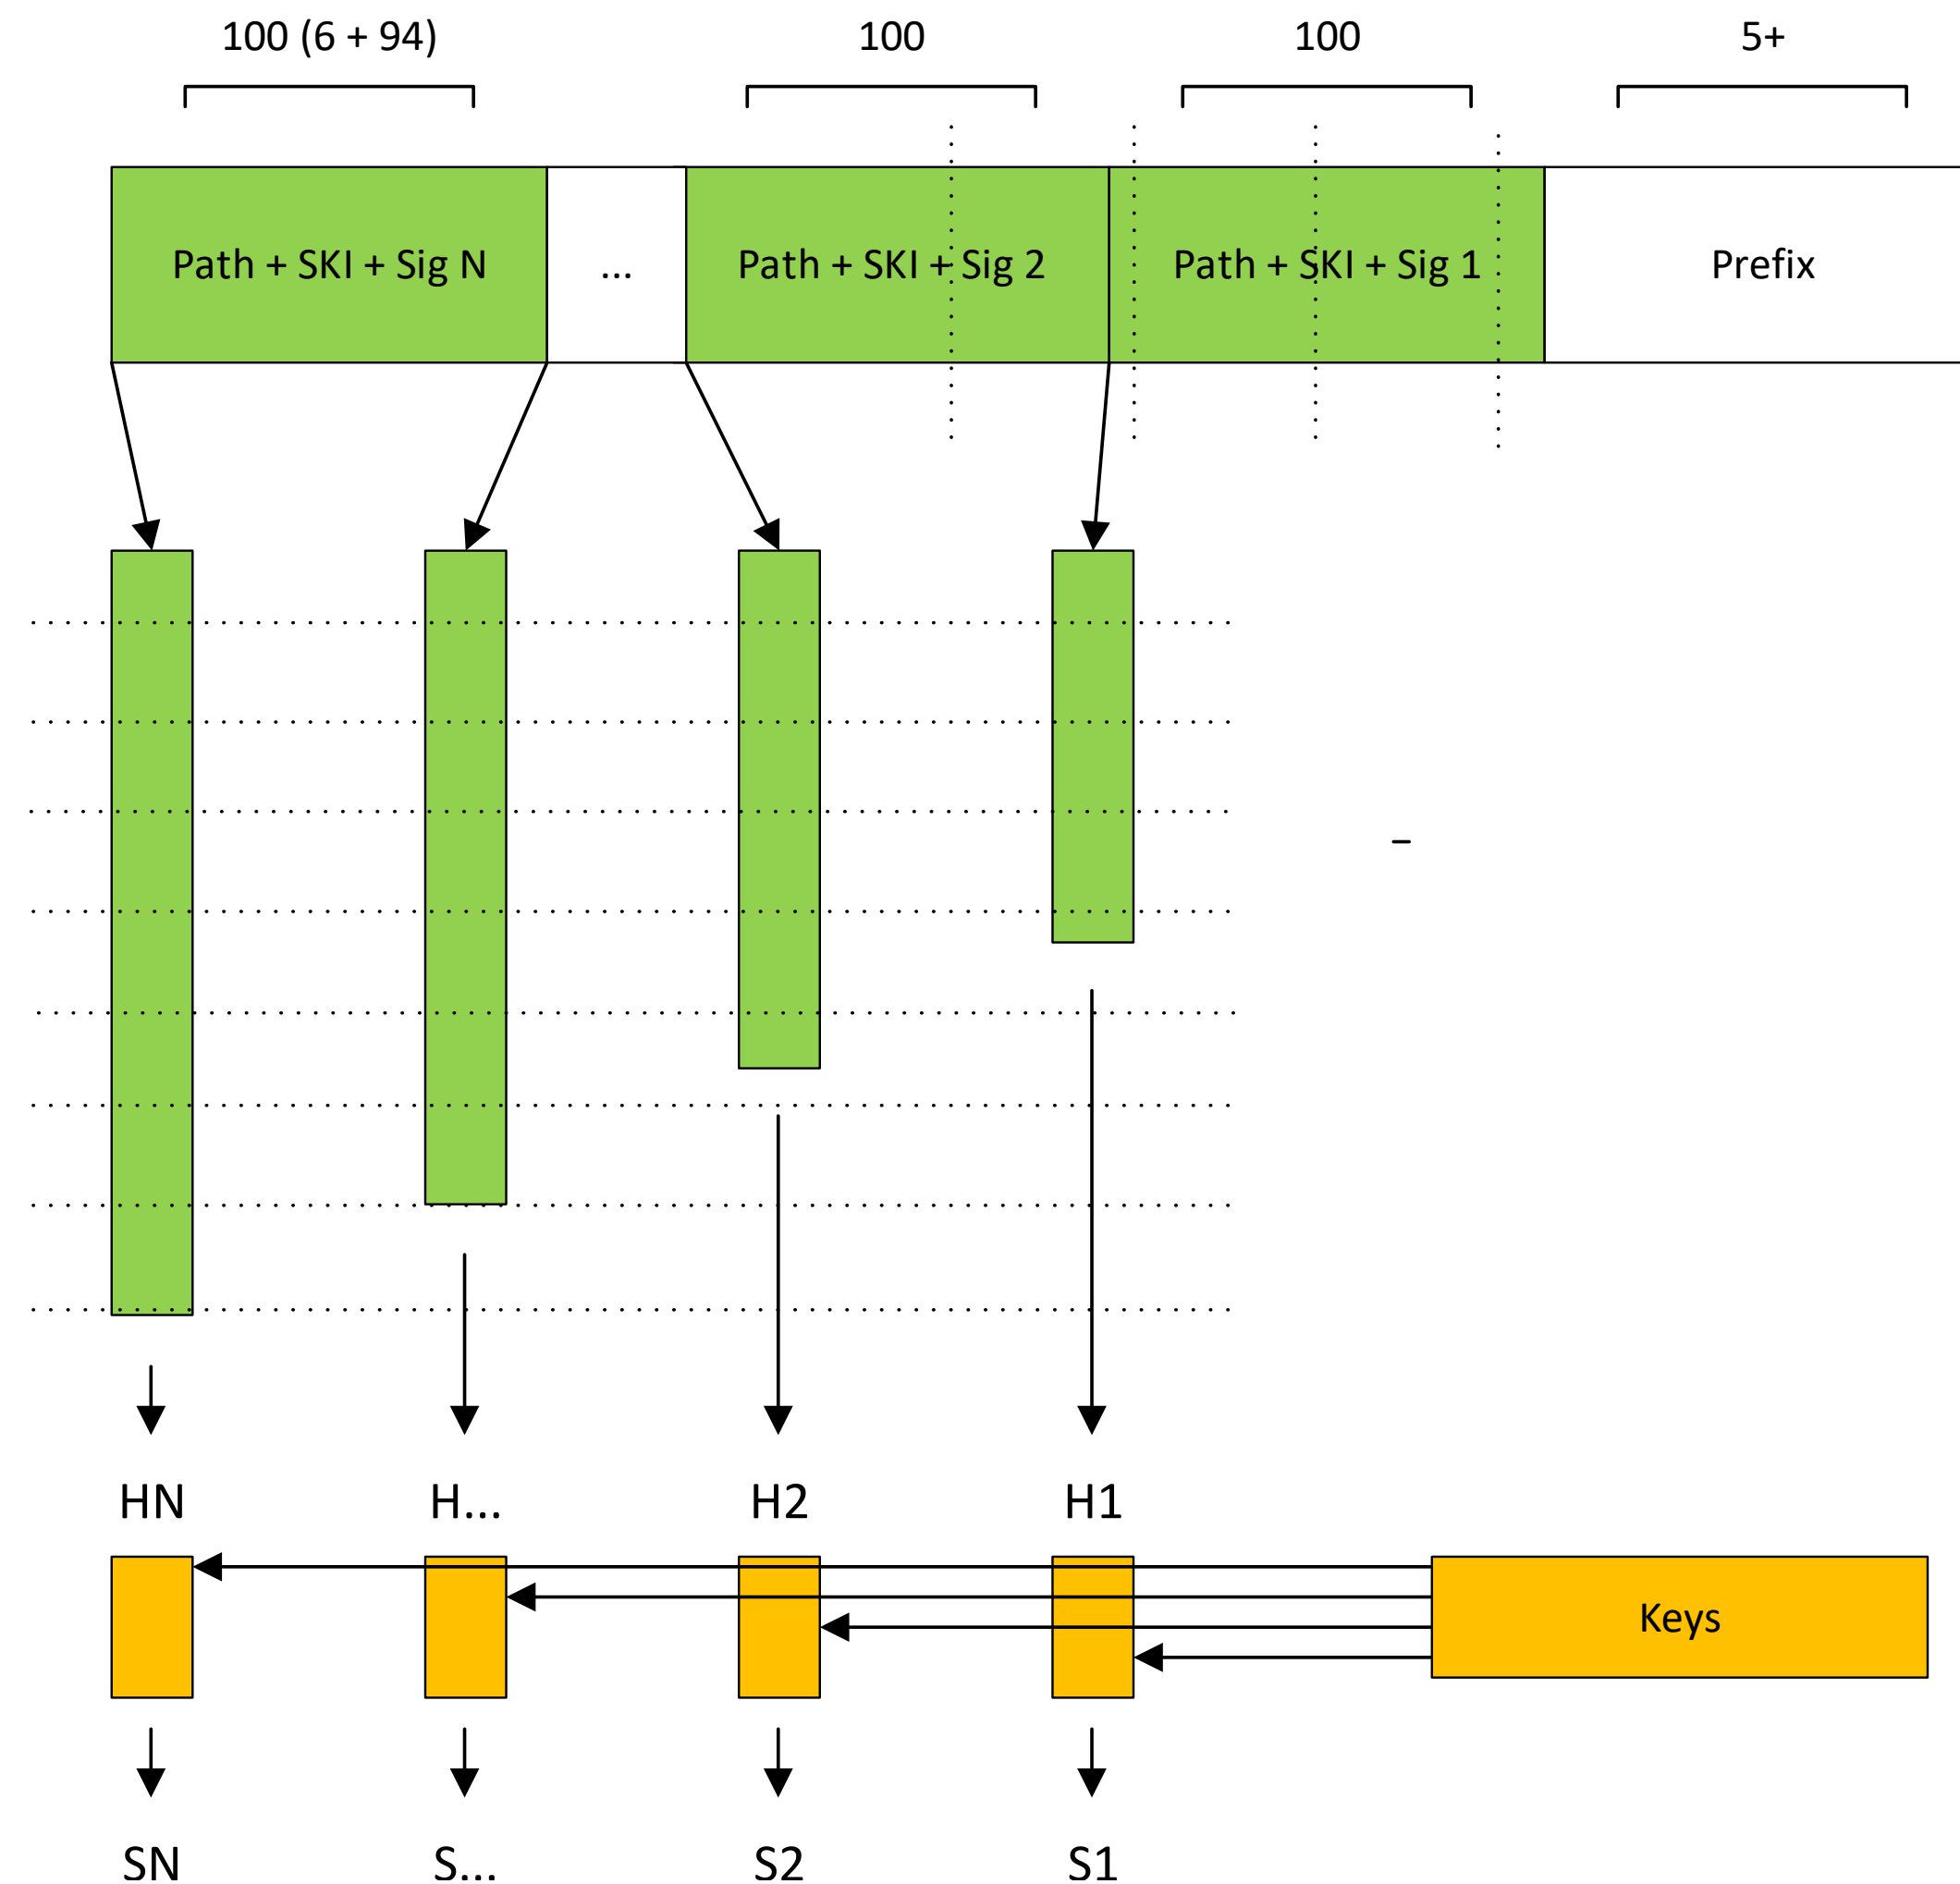 100 (6 + 94) 100 100 5+
Path + SKI + Sig N ... Path + SKI + Sig 2 Path + SKI + Sig 1 Prefix
–
HN H... H2 H1
Keys
SN S... S2 S1